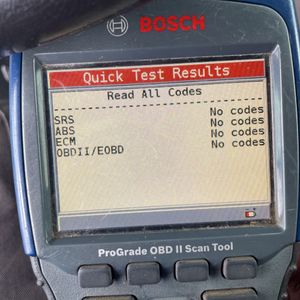 BOSCH
Quick Test Results
Read All Codes
SRS No codes
ABS No codes
ECM No codes
OBDII/EOBD No codes
ProGrade OBD II Scan Tool